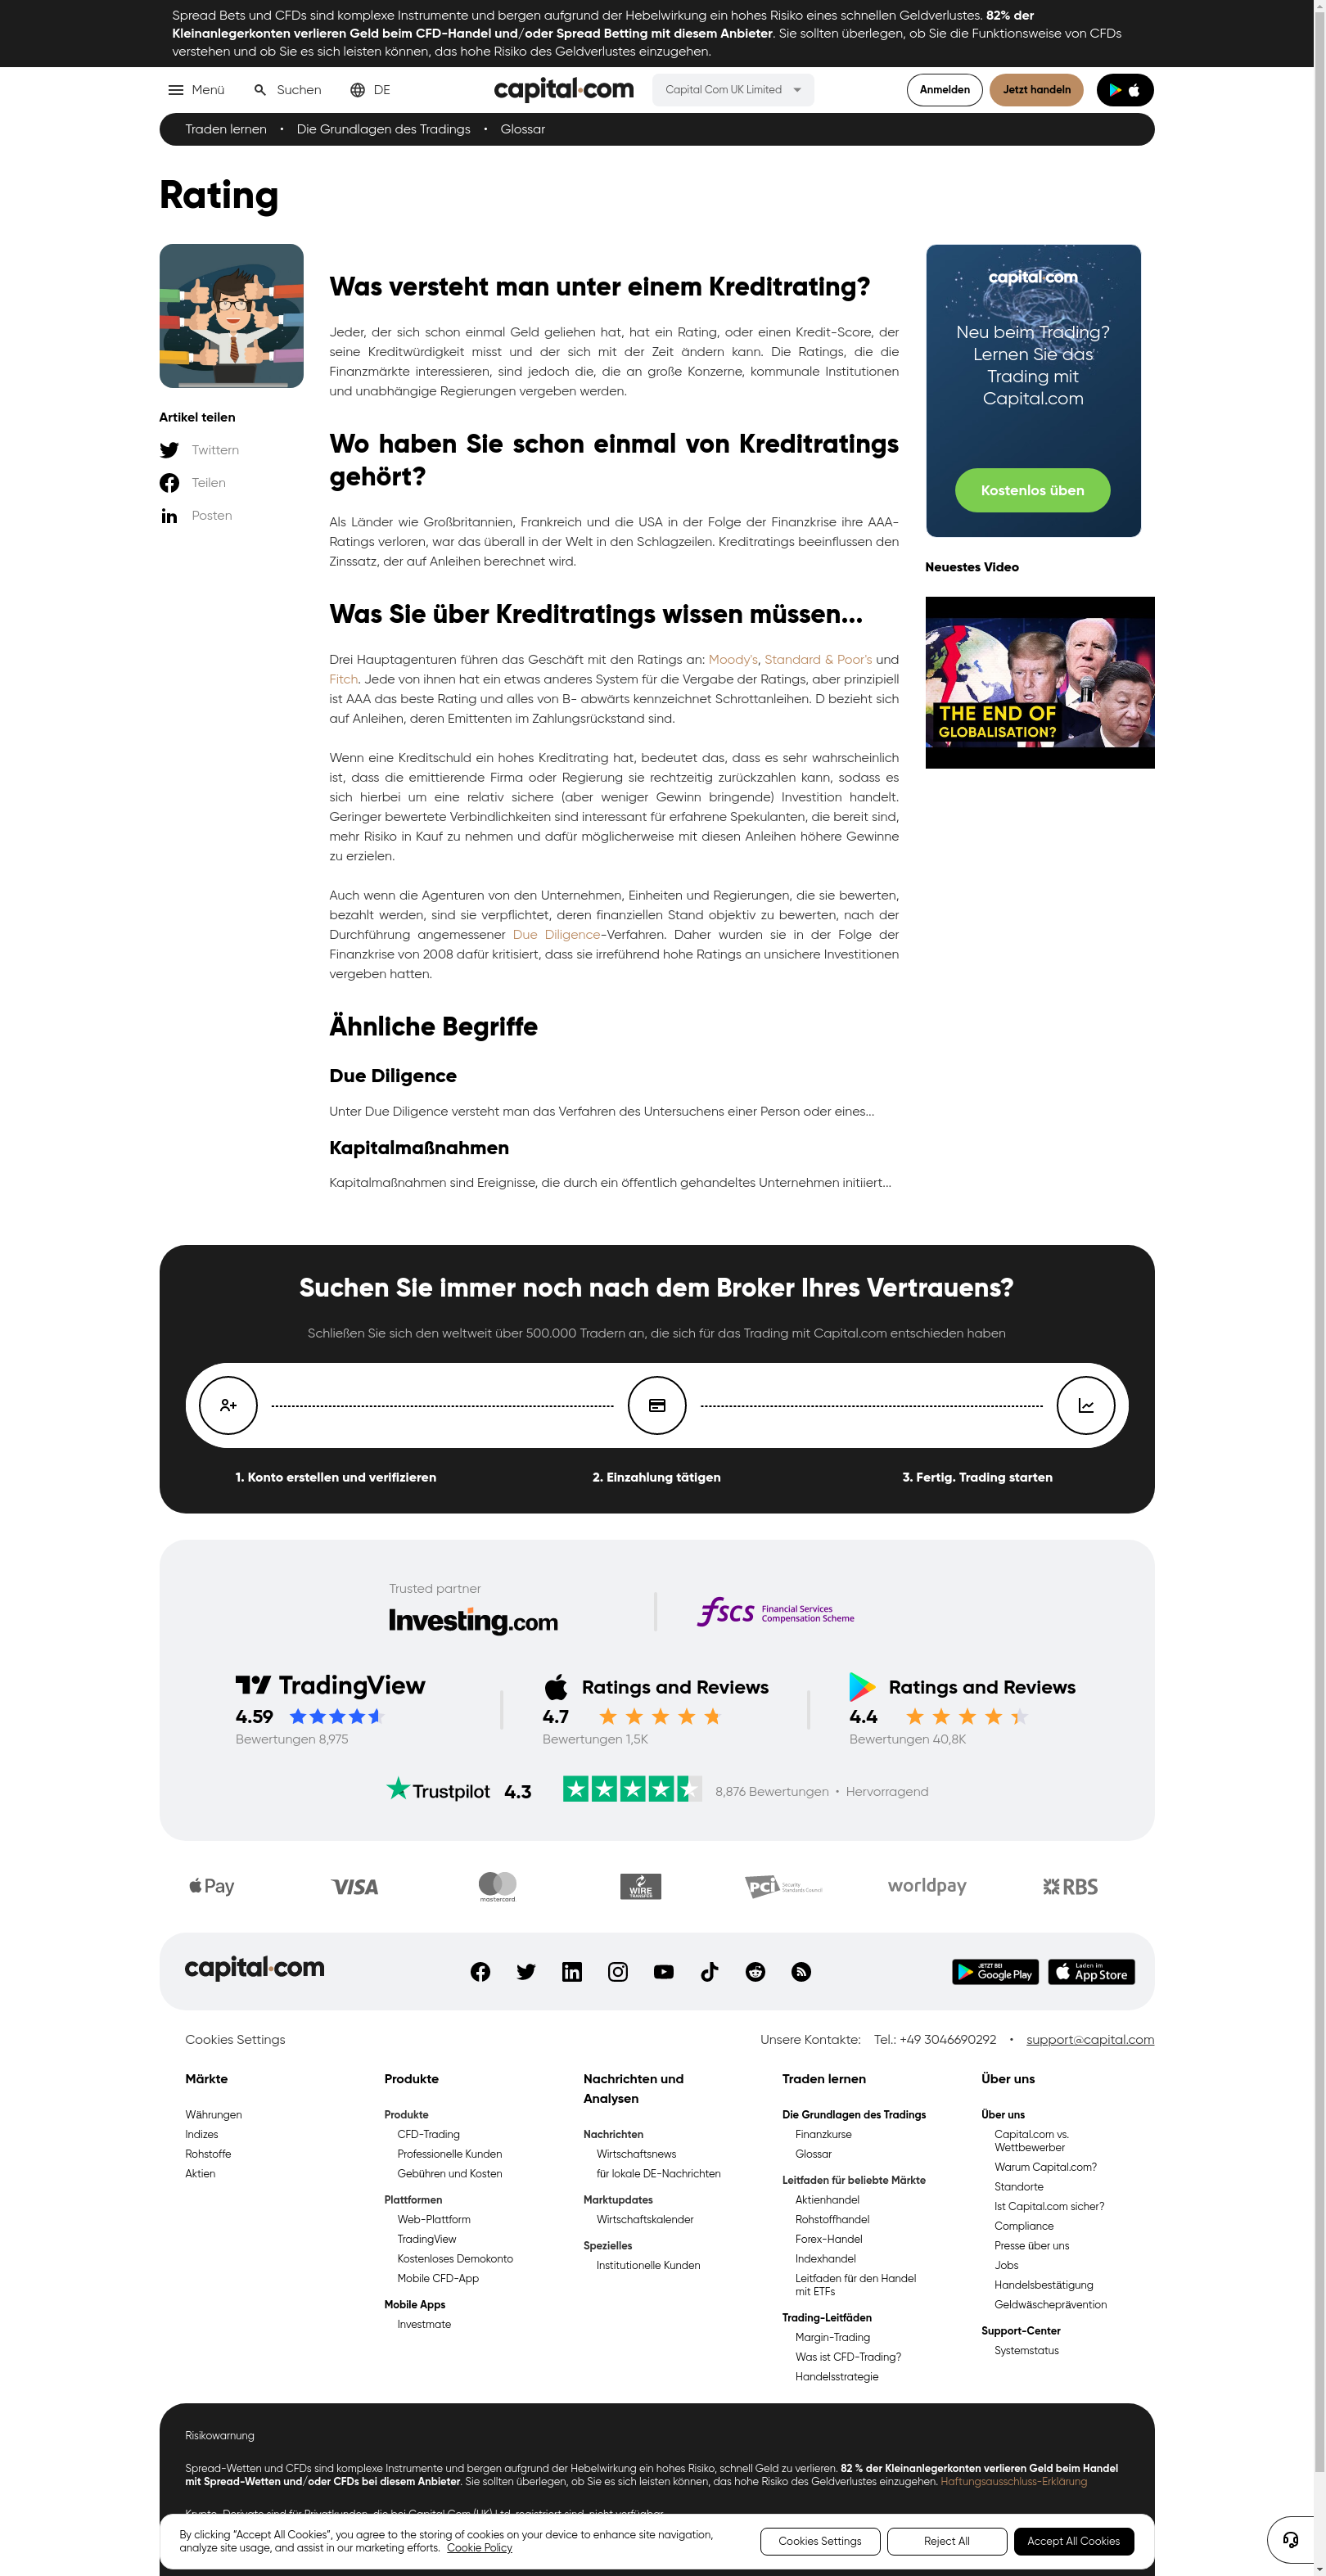 Spread Bets und CFDs sind komplexe Instrumente und bergen aufgrund der Hebelwirkung ein hohes Risiko eines schnellen Geldverlustes. 82% der
Kleinanlegerkonten verlieren Geld beim CFD-Handel und/oder Spread Betting mit diesem Anbieter. Sie sollten überlegen, ob Sie die Funktionsweise von CFDs
verstehen und ob Sie es sich leisten können, das hohe Risiko des Geldverlustes einzugehen.
Menü Suchen DE capital.com Capital Com UK Limited Anmelden Jetzt handeln
Traden lernen • Die Grundlagen des Tradings • Glossar
Rating
Artikel teilen
Twittern
Teilen
Posten
Was versteht man unter einem Kreditrating?
Jeder, der sich schon einmal Geld geliehen hat, hat ein Rating, oder einen Kredit-Score, der
seine Kreditwürdigkeit misst und der sich mit der Zeit ändern kann. Die Ratings, die die
Finanzmärkte interessieren, sind jedoch die, die an große Konzerne, kommunale Institutionen
und unabhängige Regierungen vergeben werden.
Wo haben Sie schon einmal von Kreditratings
gehört?
Als Länder wie Großbritannien, Frankreich und die USA in der Folge der Finanzkrise ihre AAA-
Ratings verloren, war das überall in der Welt in den Schlagzeilen. Kreditratings beeinflussen den
Zinssatz, der auf Anleihen berechnet wird.
Was Sie über Kreditratings wissen müssen...
Drei Hauptagenturen führen das Geschäft mit den Ratings an: Moody's, Standard & Poor's und
Fitch. Jede von ihnen hat ein etwas anderes System für die Vergabe der Ratings, aber prinzipiell
ist AAA das beste Rating und alles von B- abwärts kennzeichnet Schrottanleihen. D bezieht sich
auf Anleihen, deren Emittenten im Zahlungsrückstand sind.
Wenn eine Kreditschuld ein hohes Kreditrating hat, bedeutet das, dass es sehr wahrscheinlich
ist, dass die emittierende Firma oder Regierung sie rechtzeitig zurückzahlen kann, sodass es
sich hierbei um eine relativ sichere (aber weniger Gewinn bringende) Investition handelt.
Geringer bewertete Verbindlichkeiten sind interessant für erfahrene Spekulanten, die bereit sind,
mehr Risiko in Kauf zu nehmen und dafür möglicherweise mit diesen Anleihen höhere Gewinne
zu erzielen.
Auch wenn die Agenturen von den Unternehmen, Einheiten und Regierungen, die sie bewerten,
bezahlt werden, sind sie verpflichtet, deren finanziellen Stand objektiv zu bewerten, nach der
Durchführung angemessener Due Diligence-Verfahren. Daher wurden sie in der Folge der
Finanzkrise von 2008 dafür kritisiert, dass sie irreführend hohe Ratings an unsichere Investitionen
vergeben hatten.
Ähnliche Begriffe
Due Diligence
Unter Due Diligence versteht man das Verfahren des Untersuchens einer Person oder eines...
Kapitalmaßnahmen
Kapitalmaßnahmen sind Ereignisse, die durch ein öffentlich gehandeltes Unternehmen initiiert...
capital.com
Neu beim Trading?
Lernen Sie das
Trading mit
Capital.com
Kostenlos üben
Neuestes Video
THE END OF
GLOBALISATION?
Suchen Sie immer noch nach dem Broker Ihres Vertrauens?
Schließen Sie sich den weltweit über 500.000 Tradern an, die sich für das Trading mit Capital.com entschieden haben
1. Konto erstellen und verifizieren 2. Einzahlung tätigen 3. Fertig. Trading starten
Trusted partner
Investing.com
fscs Financial Services
Compensation Scheme
TradingView
4.59
Bewertungen 8,975
Ratings and Reviews
4.7
Bewertungen 1,5K
Ratings and Reviews
4.4
Bewertungen 40,8K
Trustpilot 4.3 8,876 Bewertungen • Hervorragend
Pay VISA mastercard WIRE TRANSFER PCI Security Standards Council worldpay RBS
capital.com JETZT BEI Google Play Laden im App Store
Cookies Settings Unsere Kontakte: Tel.: +49 3046690292 • support@capital.com
Märkte
Währungen
Indizes
Rohstoffe
Aktien
Produkte
Produkte
CFD-Trading
Professionelle Kunden
Gebühren und Kosten
Plattformen
Web-Plattform
TradingView
Kostenloses Demokonto
Mobile CFD-App
Mobile Apps
Investmate
Nachrichten und
Analysen
Nachrichten
Wirtschaftsnews
für lokale DE-Nachrichten
Marktupdates
Wirtschaftskalender
Spezielles
Institutionelle Kunden
Traden lernen
Die Grundlagen des Tradings
Finanzkurse
Glossar
Leitfaden für beliebte Märkte
Aktienhandel
Rohstoffhandel
Forex-Handel
Indexhandel
Leitfaden für den Handel
mit ETFs
Trading-Leitfäden
Margin-Trading
Was ist CFD-Trading?
Handelsstrategie
Über uns
Über uns
Capital.com vs.
Wettbewerber
Warum Capital.com?
Standorte
Ist Capital.com sicher?
Compliance
Presse über uns
Jobs
Handelsbestätigung
Geldwäscheprävention
Support-Center
Systemstatus
Risikowarnung
Spread-Wetten und CFDs sind komplexe Instrumente und bergen aufgrund der Hebelwirkung ein hohes Risiko, schnell Geld zu verlieren. 82 % der Kleinanlegerkonten verlieren Geld beim Handel
mit Spread-Wetten und/oder CFDs bei diesem Anbieter. Sie sollten überlegen, ob Sie es sich leisten können, das hohe Risiko des Geldverlustes einzugehen. Haftungsausschluss-Erklärung
By clicking “Accept All Cookies”, you agree to the storing of cookies on your device to enhance site navigation,
analyze site usage, and assist in our marketing efforts. Cookie Policy
Cookies Settings Reject All Accept All Cookies